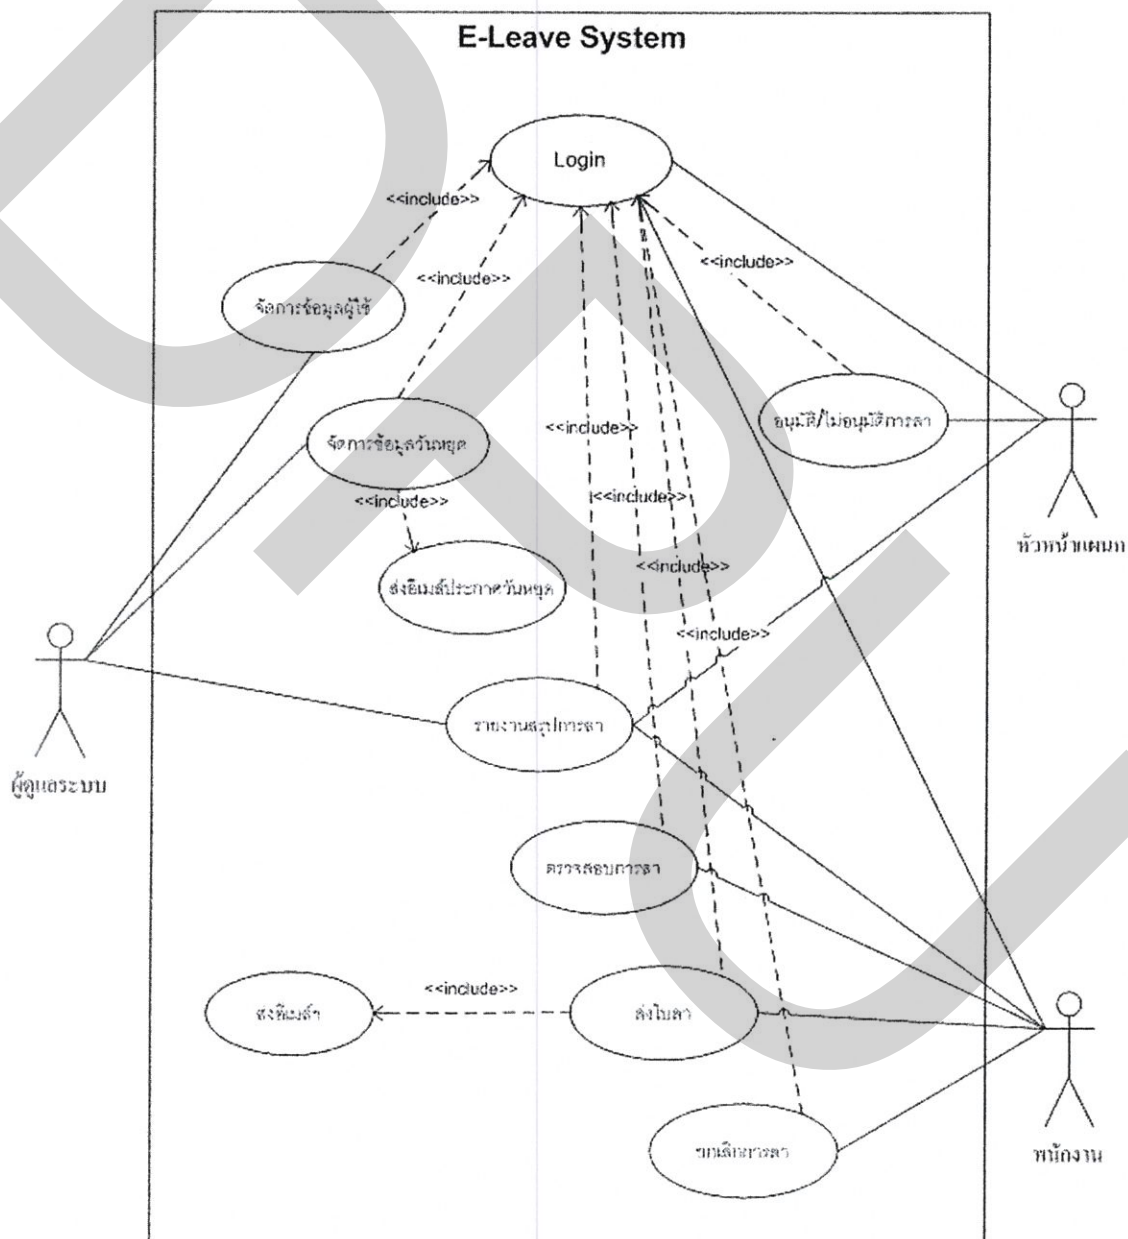 E-Leave System
Login
<<include>>
<<include>>
<<include>>
จัดการข้อมูลผู้ใช้
<<include>>
อนุมัติ/ไม่อนุมัติการลา
จัดการข้อมูลวันหยุด
<<include>>
<<include>>
หัวหน้าแผนก
<<include>>
ส่งอีเมล์ประกาศวันหยุด
<<include>>
รายงานสรุปการลา
ผู้ดูแลระบบ
ตรวจสอบการลา
<<include>>
ส่งอีเมล์ฯ
ส่งใบลา
ยกเลิกการลา
พนักงาน